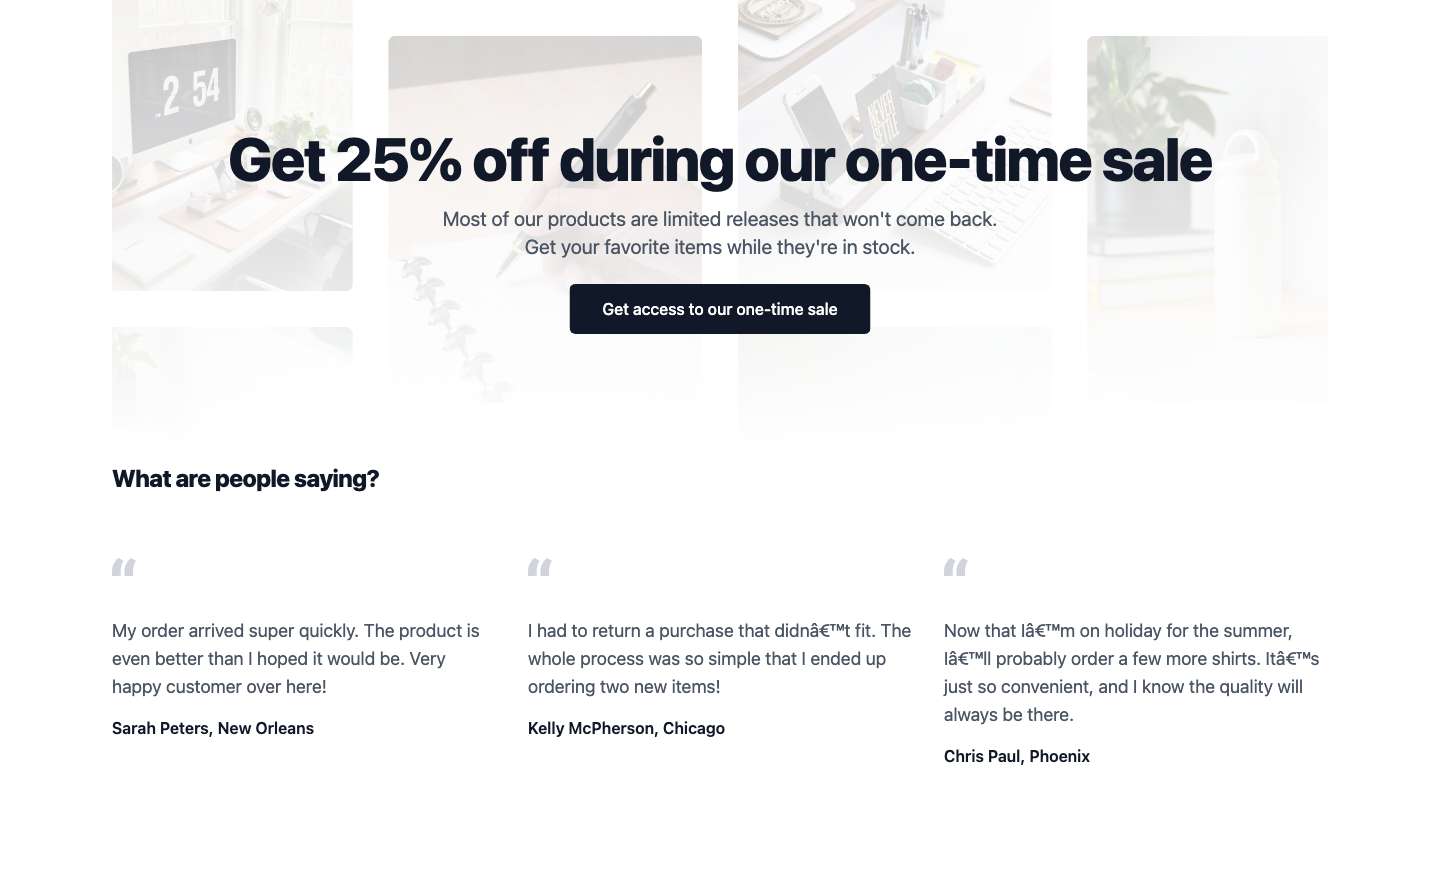 2 54
NEVER
Get 25% off during our one-time sale
Most of our products are limited releases that won't come back.
Get your favorite items while they're in stock.
Get access to our one-time sale
What are people saying?
“
My order arrived super quickly. The product is
even better than I hoped it would be. Very
happy customer over here!
Sarah Peters, New Orleans
“
I had to return a purchase that didnâ€™t fit. The
whole process was so simple that I ended up
ordering two new items!
Kelly McPherson, Chicago
“
Now that Iâ€™m on holiday for the summer,
Iâ€™ll probably order a few more shirts. Itâ€™s
just so convenient, and I know the quality will
always be there.
Chris Paul, Phoenix